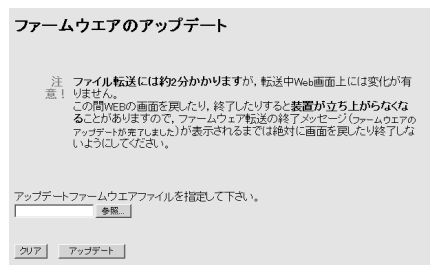 ファームウエアのアップデート
注意！
ファイル転送には約2分かかりますが，転送中Web画面上には変化が有
りません。
この間WEBの画面を戻したり，終了したりすると装置が立ち上がらなくな
ることがありますので，ファームウェア転送の終了メッセージ（ファームウエアの
アップデートが完了しました）が表示されるまでは絶対に画面を戻したり終了しな
いようにしてください。
アップデートファームウエアファイルを指定して下さい。
参照...
クリア アップデート